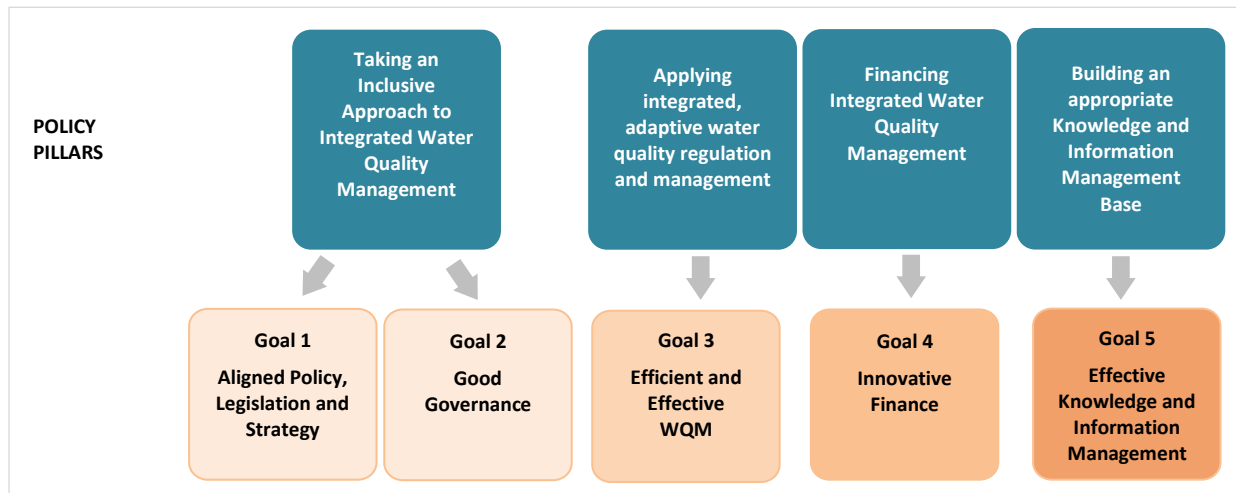 POLICY
PILLARS
Taking an
Inclusive
Approach to
Integrated Water
Quality
Management
Applying
integrated,
adaptive water
quality regulation
and management
Financing
Integrated Water
Quality
Management
Building an
appropriate
Knowledge and
Information
Management
Base
Goal 1
Aligned Policy,
Legislation and
Strategy
Goal 2
Good
Governance
Goal 3
Efficient and
Effective
WQM
Goal 4
Innovative
Finance
Goal 5
Effective
Knowledge and
Information
Management